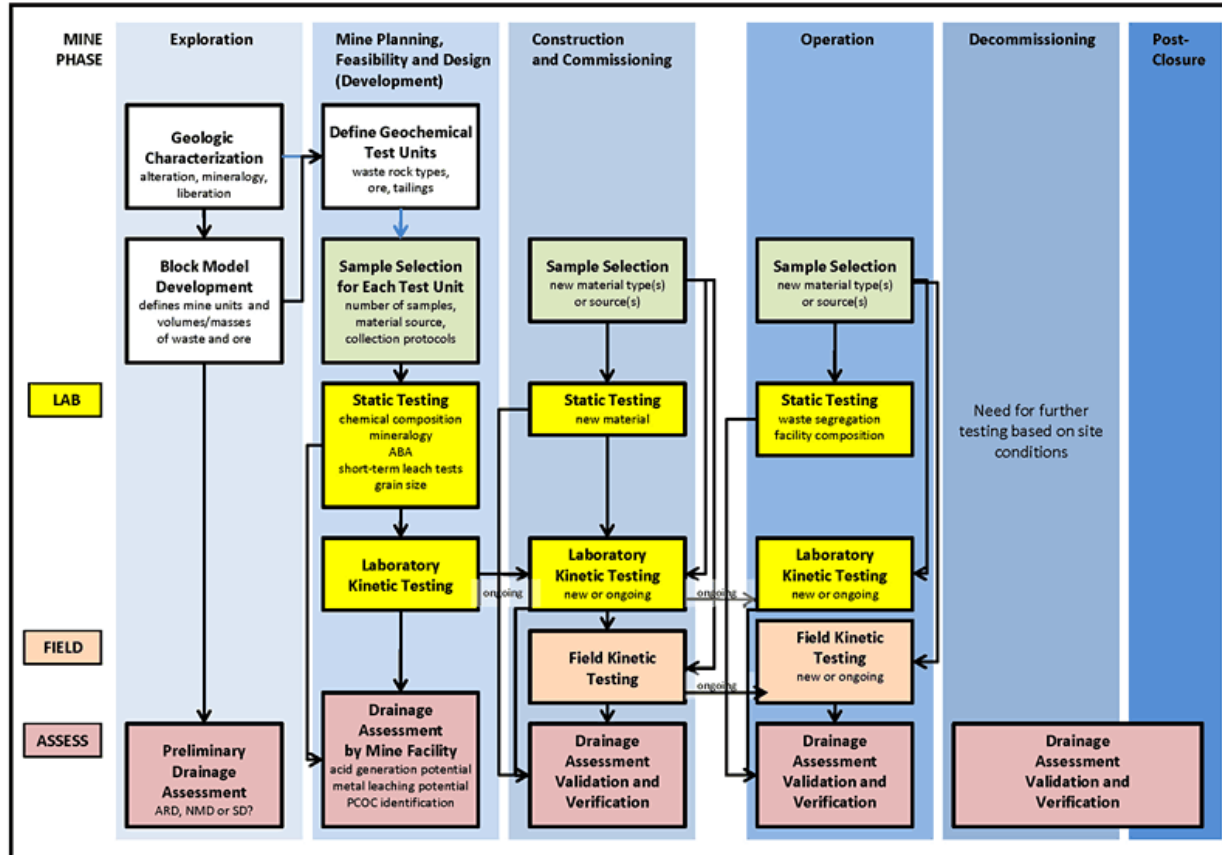 MINE
PHASE
Exploration
Mine Planning,
Feasibility and Design
(Development)
Construction
and Commissioning
Operation
Decommissioning
Post-
Closure
Geologic
Characterization
alteration, mineralogy,
liberation
Define Geochemical
Test Units
waste rock types,
ore, tailings
Block Model
Development
defines mine units and
volumes/masses
of waste and ore
Sample Selection
for Each Test Unit
number of samples,
material source,
collection protocols
Sample Selection
new material type(s)
or source(s)
Sample Selection
new material type(s)
or source(s)
LAB
Static Testing
chemical composition
mineralogy
ABA
short-term leach tests
grain size
Static Testing
new material
Static Testing
waste segregation
facility composition
Need for further
testing based on site
conditions
Laboratory
Kinetic Testing
ongoing
Laboratory
Kinetic Testing
new or ongoing
ongoing
Laboratory
Kinetic Testing
new or ongoing
FIELD
Field Kinetic
Testing
ongoing
Field Kinetic
Testing
new or ongoing
ASSESS
Preliminary
Drainage
Assessment
ARD, NMD or SD?
Drainage
Assessment
by Mine Facility
acid generation potential
metal leaching potential
PCOC identification
Drainage
Assessment
Validation and
Verification
Drainage
Assessment
Validation and
Verification
Drainage
Assessment
Validation and
Verification